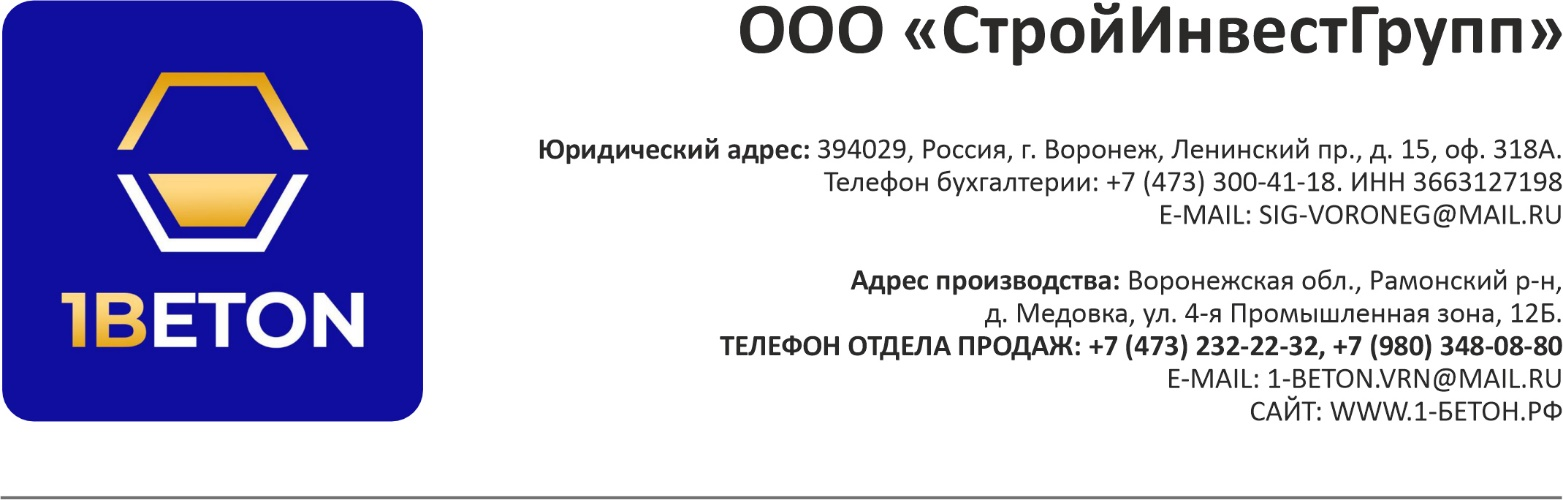 ООО «СтройИнвестГрупп»
Юридический адрес: 394029, Россия, г. Воронеж, Ленинский пр., д. 15, оф. 318А.
Телефон бухгалтерии: +7 (473) 300-41-18. ИНН 3663127198
E-MAIL: SIG-VORONEG@MAIL.RU
Адрес производства: Воронежская обл., Рамонский р-н,
д. Медовка, ул. 4-я Промышленная зона, 12Б.
ТЕЛЕФОН ОТДЕЛА ПРОДАЖ: +7 (473) 232-22-32, +7 (980) 348-08-80
E-MAIL: 1-BETON.VRN@MAIL.RU
САЙТ: WWW.1-БЕТОН.РФ
1BETON